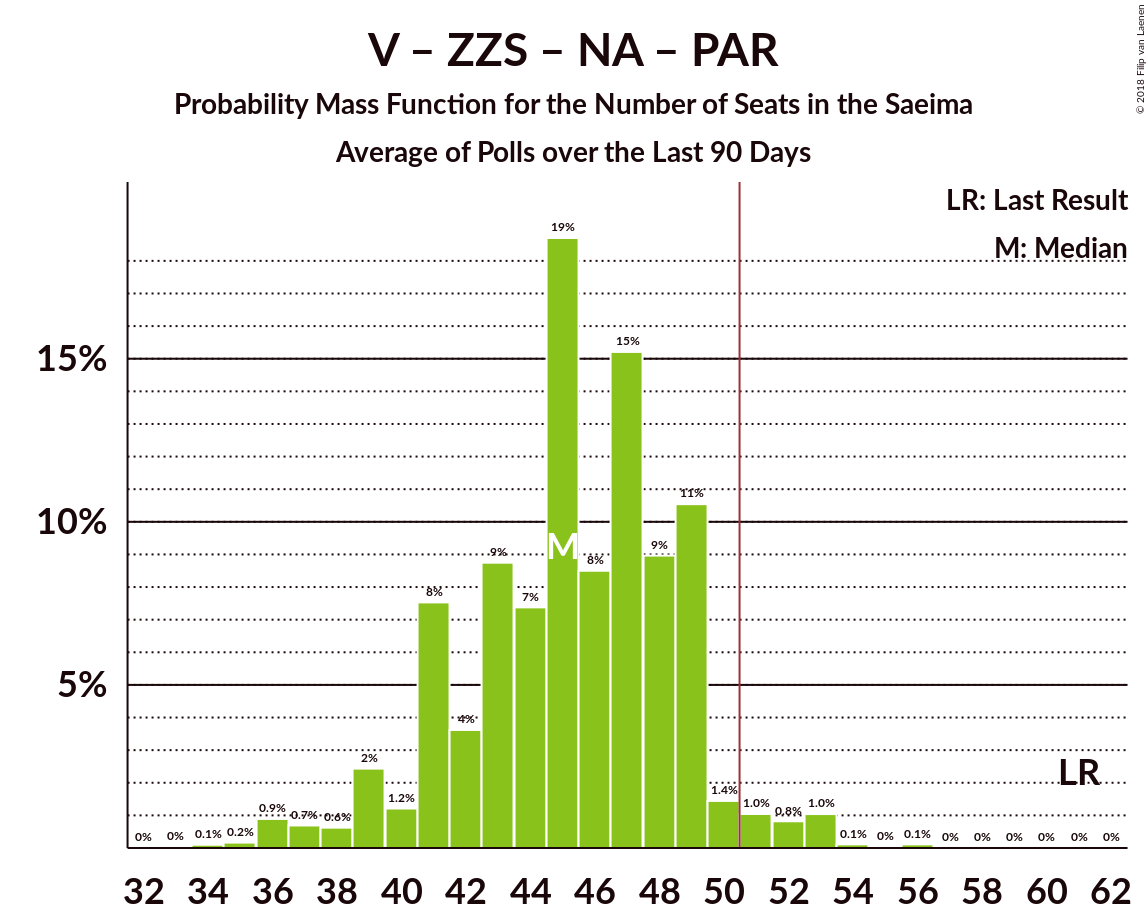 V – ZZS – NA – PAR
Probability Mass Function for the Number of Seats in the Saeima
Average of Polls over the Last 90 Days
© 2018 Filip van Laenen
LR: Last Result
M: Median
15%
10%
5%
0% 0% 0.1% 0.2% 0.9% 0.7% 0.6% 2% 1.2% 8% 4% 9% 7% 19% 8% 15% 9% 11% 1.4% 1.0% 0.8% 1.0% 0.1% 0% 0.1% 0% 0% 0% 0% 0% 0%
M
LR
32 34 36 38 40 42 44 46 48 50 52 54 56 58 60 62